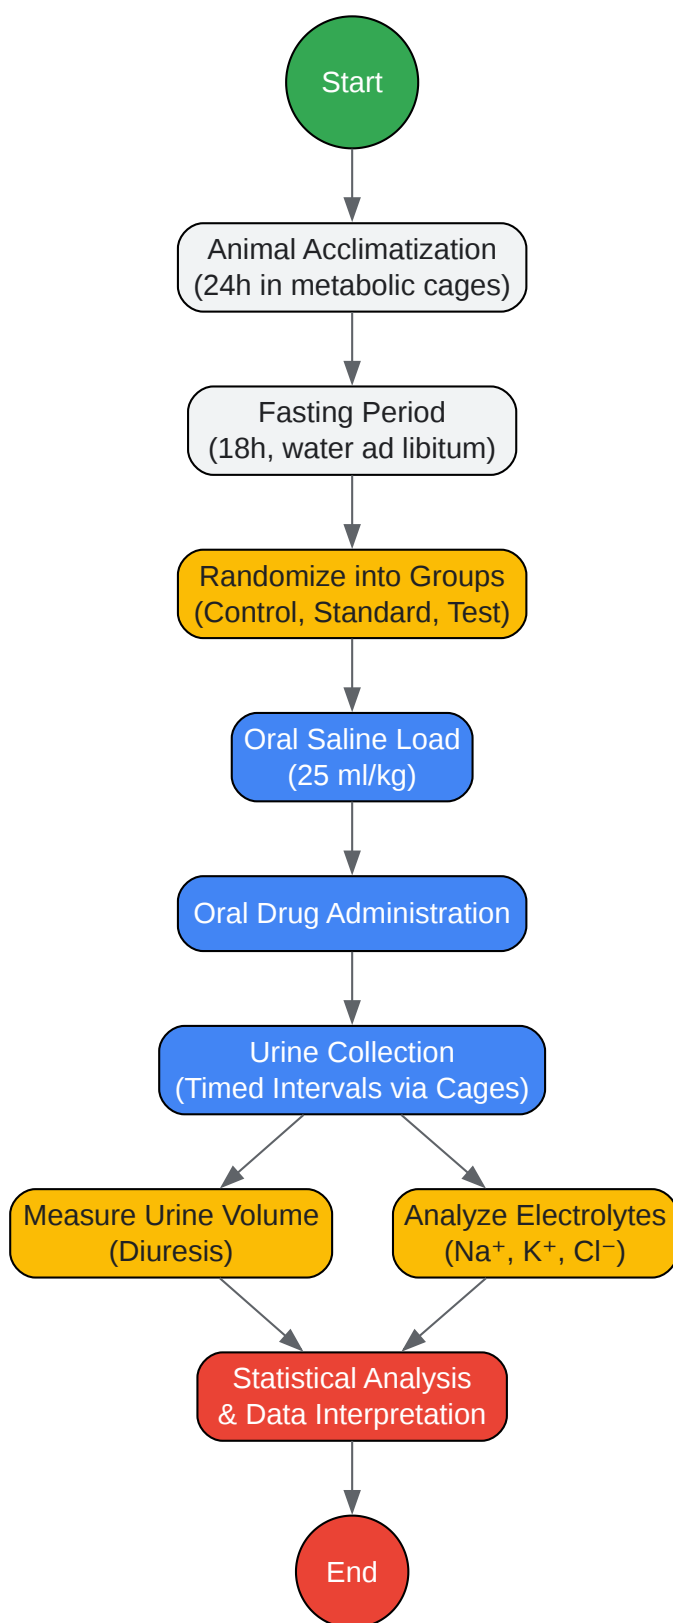 Start
Animal Acclimatization
(24h in metabolic cages)
Fasting Period
(18h, water ad libitum)
Randomize into Groups
(Control, Standard, Test)
Oral Saline Load
(25 ml/kg)
Oral Drug Administration
Urine Collection
(Timed Intervals via Cages)
Measure Urine Volume
(Diuresis)
Analyze Electrolytes
(Na⁺, K⁺, Cl⁻)
Statistical Analysis
& Data Interpretation
End